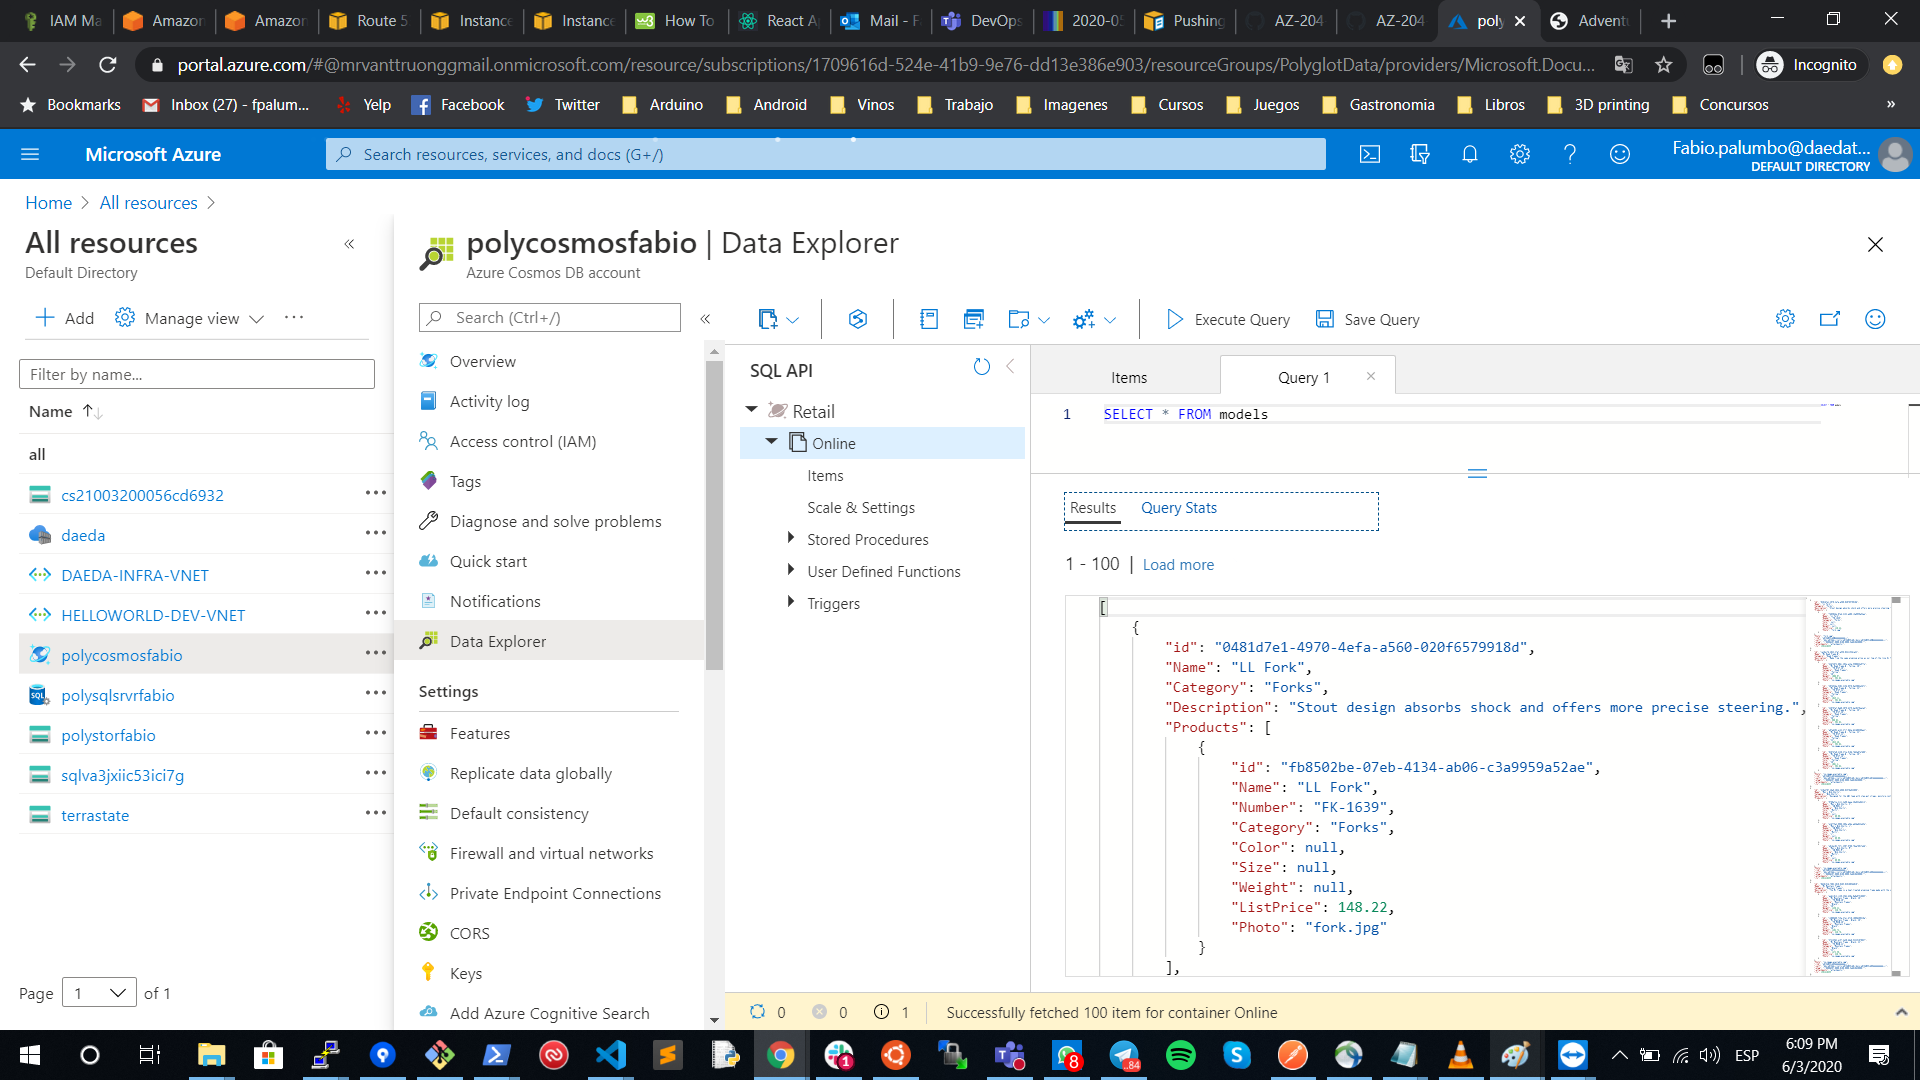 IAM Ma
Amazon
Amazon
Route 5
Instance
Instance
How To
React A
Mail - F
DevOps
2020-05
Pushing
AZ-204
AZ-204
poly
Adventu
portal.azure.com/#@mrvanttruonggmail.onmicrosoft.com/resource/subscriptions/1709616d-524e-41b9-9e76-dd13e386e903/resourceGroups/PolyglotData/providers/Microsoft.Docu...
Incognito
Bookmarks
Inbox (27) - fpalum...
Yelp
Facebook
Twitter
Arduino
Android
Vinos
Trabajo
Imagenes
Cursos
Juegos
Gastronomia
Libros
3D printing
Concursos
»
Microsoft Azure
Search resources, services, and docs (G+/)
Fabio.palumbo@daedat...
DEFAULT DIRECTORY
Home > All resources >
All resources
Default Directory
Add
Manage view
Filter by name...
Name
all
cs21003200056cd6932
daeda
DAEDA-INFRA-VNET
HELLOWORLD-DEV-VNET
polycosmosfabio
polysqlsrvrfabio
polystorfabio
sqlva3jxiic53ici7g
terrastate
Page 1 of 1
polycosmosfabio | Data Explorer
Azure Cosmos DB account
Search (Ctrl+/)
Overview
Activity log
Access control (IAM)
Tags
Diagnose and solve problems
Quick start
Notifications
Data Explorer
Settings
Features
Replicate data globally
Default consistency
Firewall and virtual networks
Private Endpoint Connections
CORS
Keys
Add Azure Cognitive Search
Execute Query
Save Query
SQL API
Retail
Online
Items
Scale & Settings
Stored Procedures
User Defined Functions
Triggers
Items
Query 1
1 SELECT * FROM models
Results
Query Stats
1 - 100 | Load more
[
{
"id": "0481d7e1-4970-4efa-a560-020f6579918d",
"Name": "LL Fork",
"Category": "Forks",
"Description": "Stout design absorbs shock and offers more precise steering.",
"Products": [
{
"id": "fb8502be-07eb-4134-ab06-c3a9959a52ae",
"Name": "LL Fork",
"Number": "FK-1639",
"Category": "Forks",
"Color": null,
"Size": null,
"Weight": null,
"ListPrice": 148.22,
"Photo": "fork.jpg"
}
],
0
0
1
Successfully fetched 100 item for container Online
SQL
1
8
84
ESP
6:09 PM
6/3/2020